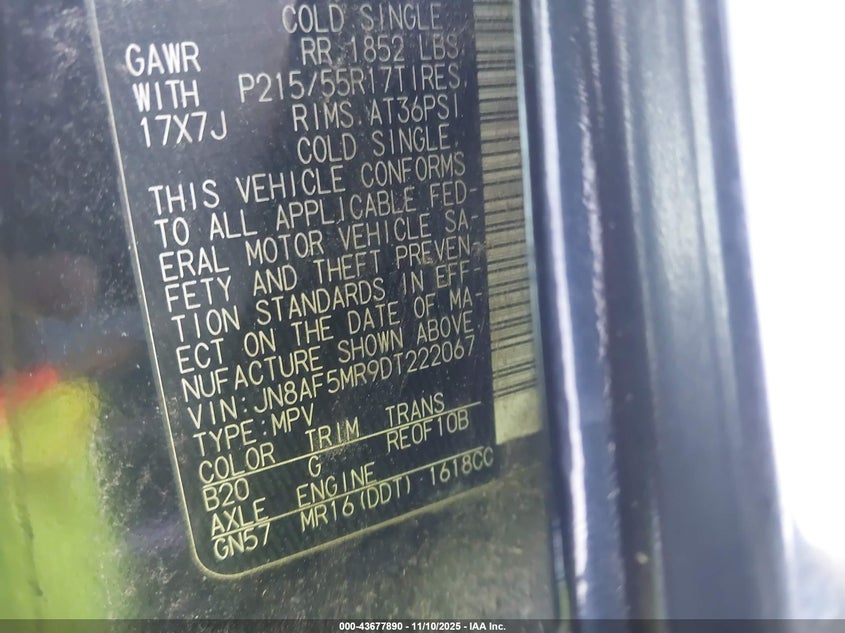 COLD SINGLE.
GAWR RR 1852 LBS
WITH P215/55R17TIRES,
17X7J RIMS,AT36PSI
COLD SINGLE.
THIS VEHICLE CONFORMS
TO ALL APPLICABLE FED-
ERAL MOTOR VEHICLE SA-
FETY AND THEFT PREVEN-
TION STANDARDS IN EFF-
ECT ON THE DATE OF MA-
NUFACTURE SHOWN ABOVE.
VIN:JN8AF5MR9DT222067
TYPE:MPV
COLOR TRIM TRANS
B20 G RE0F10B
AXLE ENGINE
GN57 MR16(DDT)·1618CC
000-43677890 - 11/10/2025 - IAA Inc.